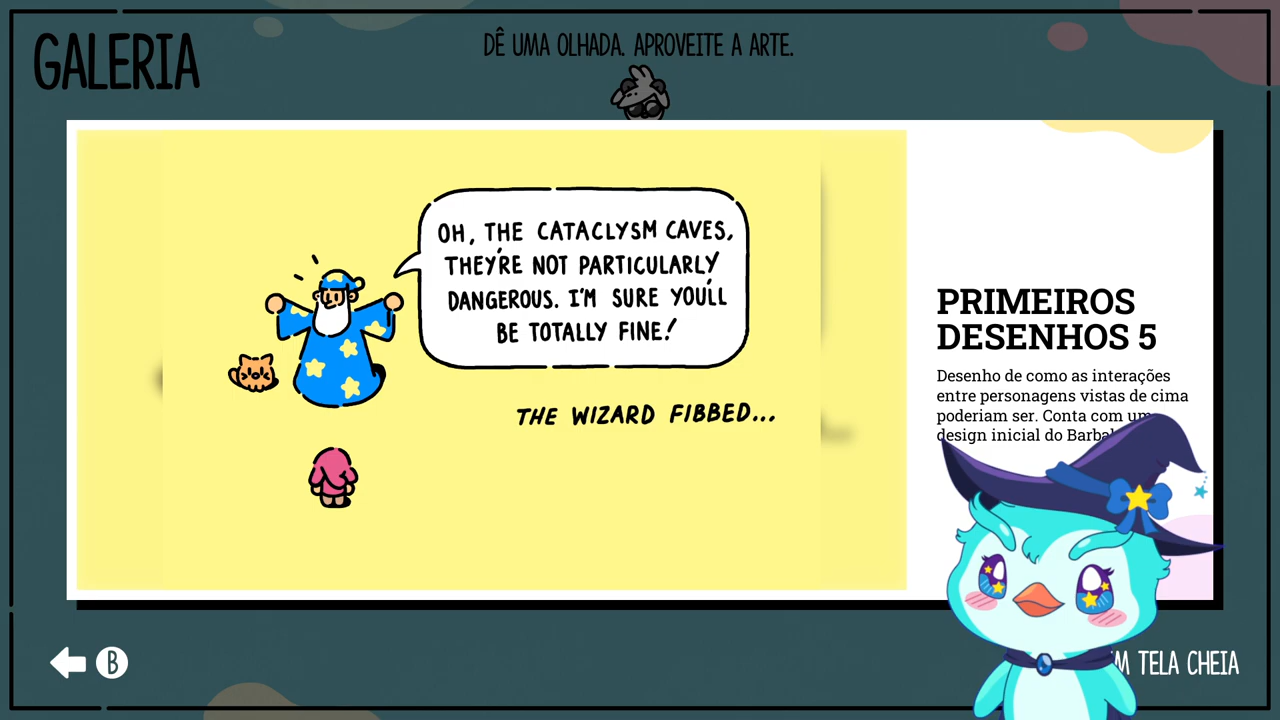 GALERIA
DÊ UMA OLHADA. APROVEITE A ARTE.
OH, THE CATACLYSM CAVES,
THEY'RE NOT PARTICULARLY
DANGEROUS. I'M SURE YOU'LL
BE TOTALLY FINE!
THE WIZARD FIBBED...
PRIMEIROS
DESENHOS 5
Desenho de como as interações
entre personagens vistas de cima
poderiam ser. Conta com um
design inicial do
B
TELA CHEIA